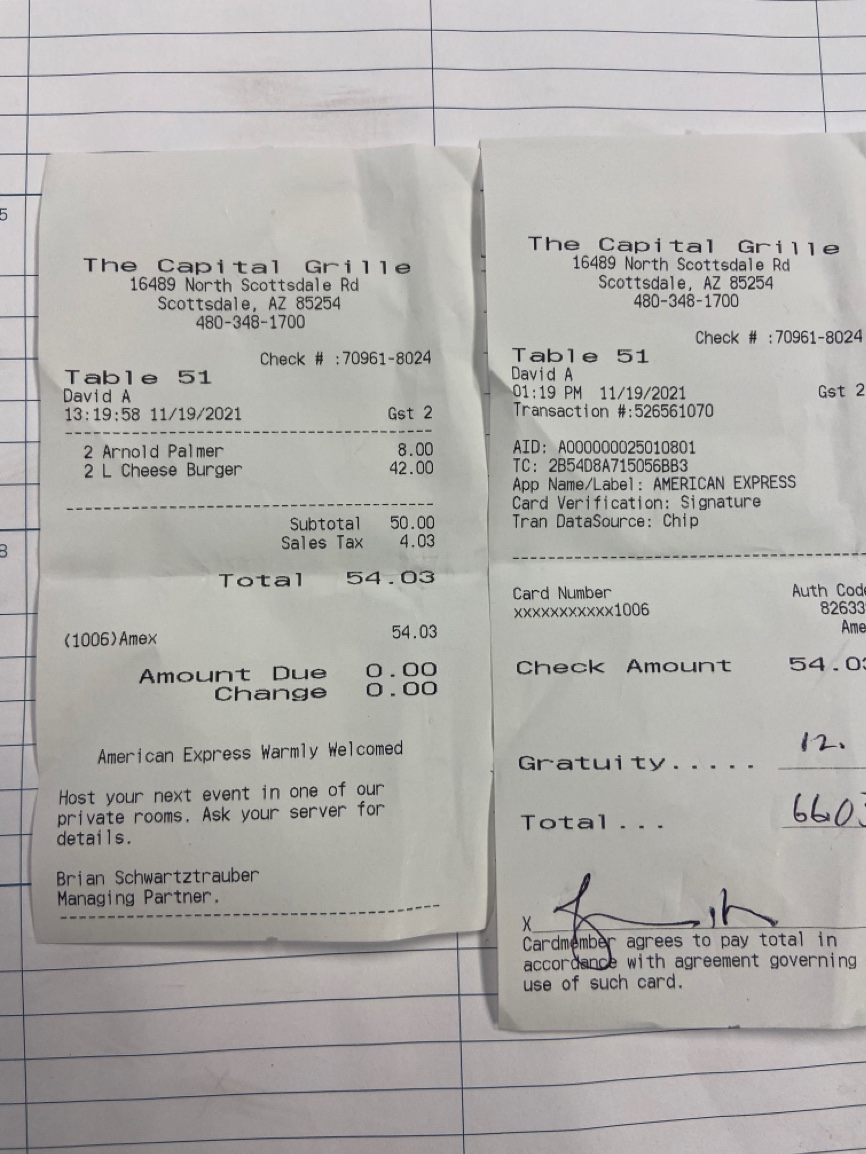 5
8
The Capital Grille
16489 North Scottsdale Rd
Scottsdale, AZ 85254
480-348-1700
Check # :70961-8024
Table 51
David A
13:19:58 11/19/2021 Gst 2
2 Arnold Palmer 8.00
2 L Cheese Burger 42.00
Subtotal 50.00
Sales Tax 4.03
Total 54.03
(1006)Amex 54.03
Amount Due 0.00
Change 0.00
American Express Warmly Welcomed
Host your next event in one of our
private rooms. Ask your server for
details.
Brian Schwartztrauber
Managing Partner.
The Capital Grille
16489 North Scottsdale Rd
Scottsdale, AZ 85254
480-348-1700
Check # :70961-8024
Table 51
David A
01:19 PM 11/19/2021 Gst 2
Transaction #:526561070
AID: A000000025010801
TC: 2B54D8A715056BB3
App Name/Label: AMERICAN EXPRESS
Card Verification: Signature
Tran DataSource: Chip
Card Number Auth Code
xxxxxxxxxxx1006 82633
Ame
Check Amount 54.03
Gratuity..... 12.
Total... 6603
X
Cardmember agrees to pay total in
accordance with agreement governing
use of such card.